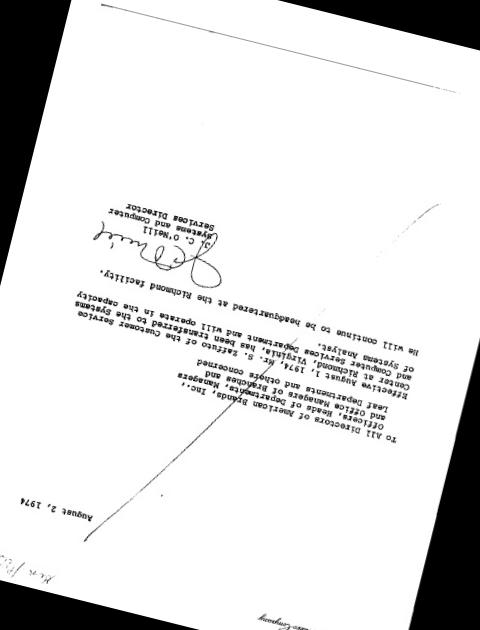 Company
August 2, 1974
To All Directors of American Brands, Inc.,
Officers, Heads of Departments, Managers
and Office Managers of Branches and
Leaf Departments and others concerned
Effective August 1, 1974, Mr. S. Zaffuto of the Customer Service
Center at Richmond, Virginia, has been transferred to the Systems
and Computer Services Department and will operate in the capacity
of Systems Analyst.
He will continue to be headquartered at the Richmond facility.
J. C. O'Neill
J. C. O'Neill
Systems and Computer
Services Director